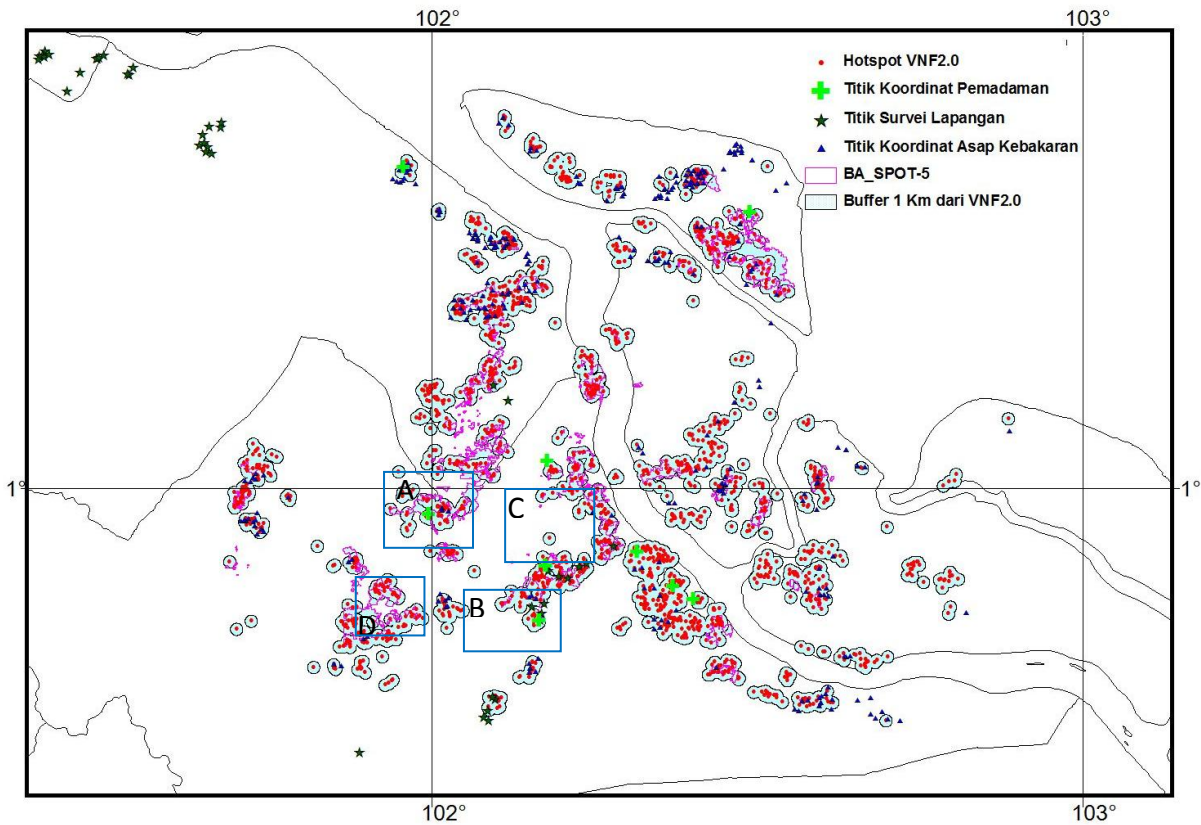 102° 103°
Hotspot VNF2.0
Titik Koordinat Pemadaman
Titik Survei Lapangan
Titik Koordinat Asap Kebakaran
BA_SPOT-5
Buffer 1 Km dari VNF2.0
1° 1°
A
C
B
D
102° 103°